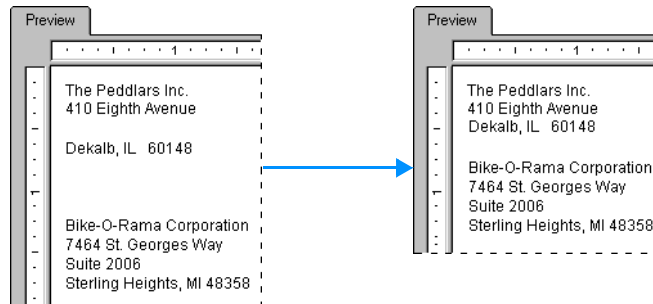 Preview
1
The Peddlars Inc.
410 Eighth Avenue
Dekalb, IL 60148
1
Bike-O-Rama Corporation
7464 St. Georges Way
Suite 2006
Sterling Heights, MI 48358
Preview
1
The Peddlars Inc.
410 Eighth Avenue
Dekalb, IL 60148
1
Bike-O-Rama Corporation
7464 St. Georges Way
Suite 2006
Sterling Heights, MI 48358